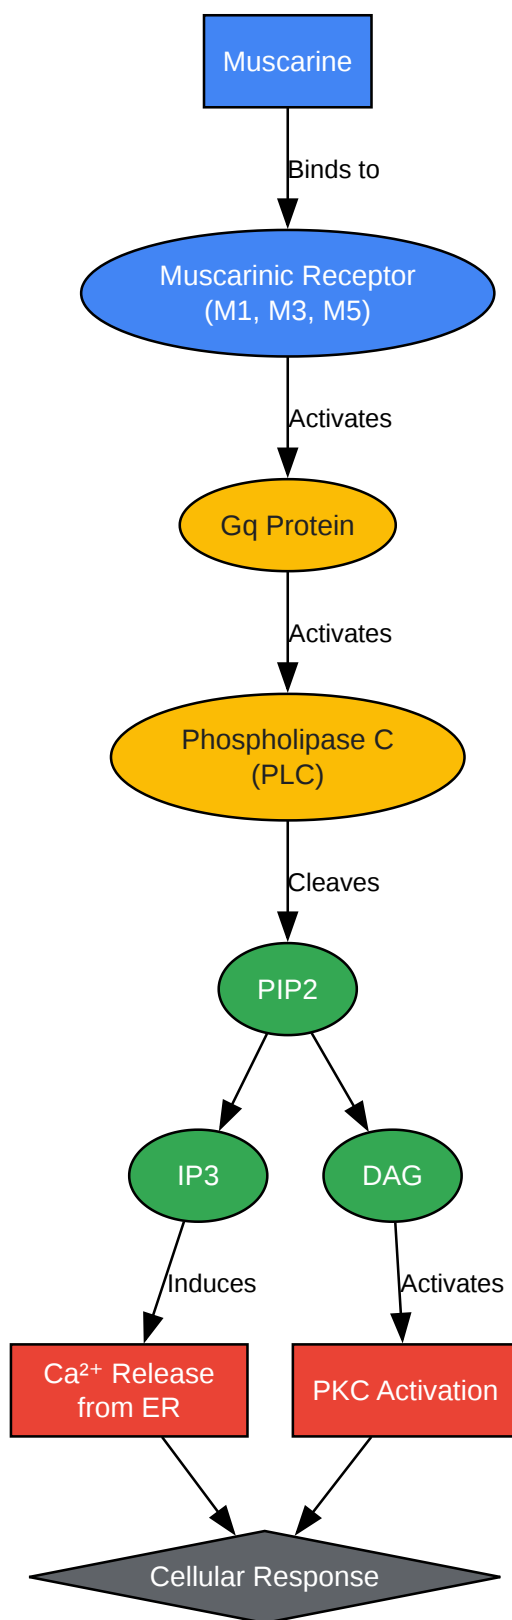 Muscarine
Binds to
Muscarinic Receptor
(M1, M3, M5)
Activates
Gq Protein
Activates
Phospholipase C
(PLC)
Cleaves
PIP2
IP3
DAG
Induces
Activates
Ca²⁺ Release
from ER
PKC Activation
Cellular Response